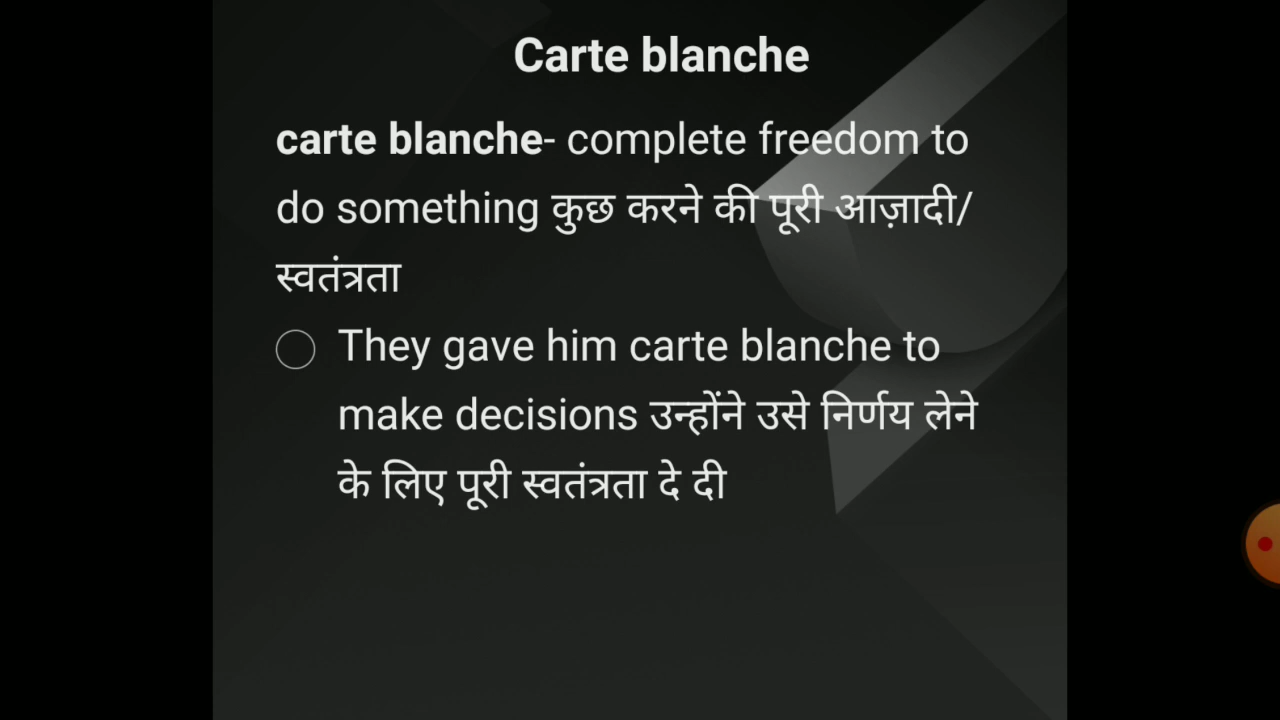 Carte blanche
carte blanche- complete freedom to
do something कुछ करने की पूरी आज़ादी/
स्वतंत्रता
They gave him carte blanche to
make decisions उन्होंने उसे निर्णय लेने
के लिए पूरी स्वतंत्रता दे दी